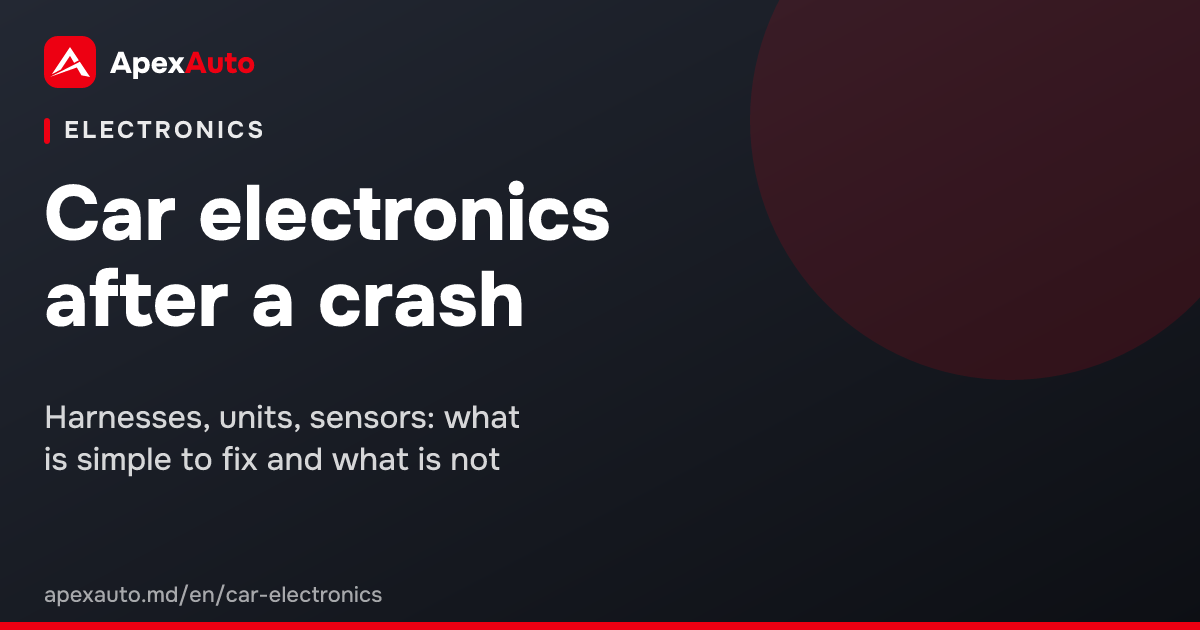 ApexAuto
ELECTRONICS
Car electronics
after a crash
Harnesses, units, sensors: what
is simple to fix and what is not
apexauto.md/en/car-electronics